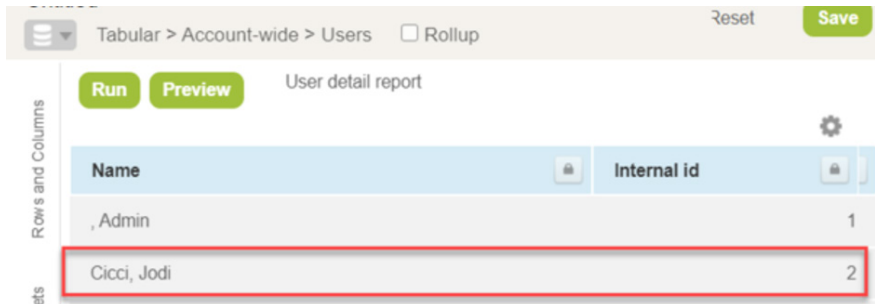 Reset
Save
Tabular > Account-wide > Users
Rollup
Run
Preview
User detail report
Rows and Columns
Name
Internal id
, Admin
1
Cicci, Jodi
2